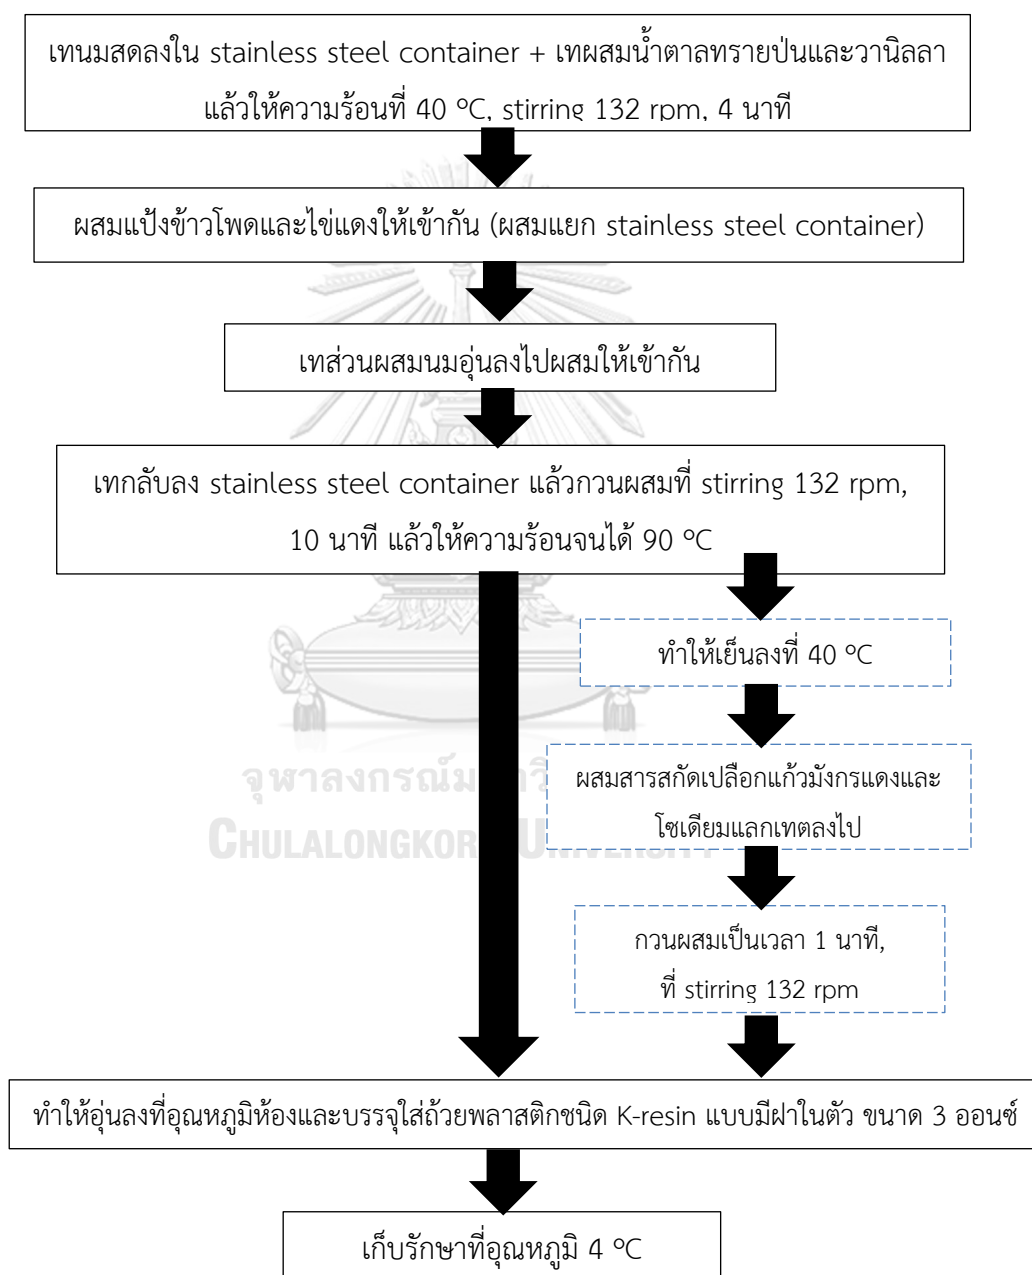 เทนมสดลงใน stainless steel container + เทผสมน้ำตาลทรายป่นและวานิลลา
แล้วให้ความร้อนที่ 40 °C, stirring 132 rpm, 4 นาที
ผสมแป้งข้าวโพดและไข่แดงให้เข้ากัน (ผสมแยก stainless steel container)
เทส่วนผสมนมอุ่นลงไปผสมให้เข้ากัน
เทกลับลง stainless steel container แล้วกวนผสมที่ stirring 132 rpm,
10 นาที แล้วให้ความร้อนจนได้ 90 °C
ทำให้เย็นลงที่ 40 °C
ผสมสารสกัดเปลือกแก้วมังกรแดงและ
โซเดียมแลกเทตลงไป
กวนผสมเป็นเวลา 1 นาที,
ที่ stirring 132 rpm
ทำให้อุ่นลงที่อุณหภูมิห้องและบรรจุใส่ถ้วยพลาสติกชนิด K-resin แบบมีฝาในตัว ขนาด 3 ออนซ์
เก็บรักษาที่อุณหภูมิ 4 °C